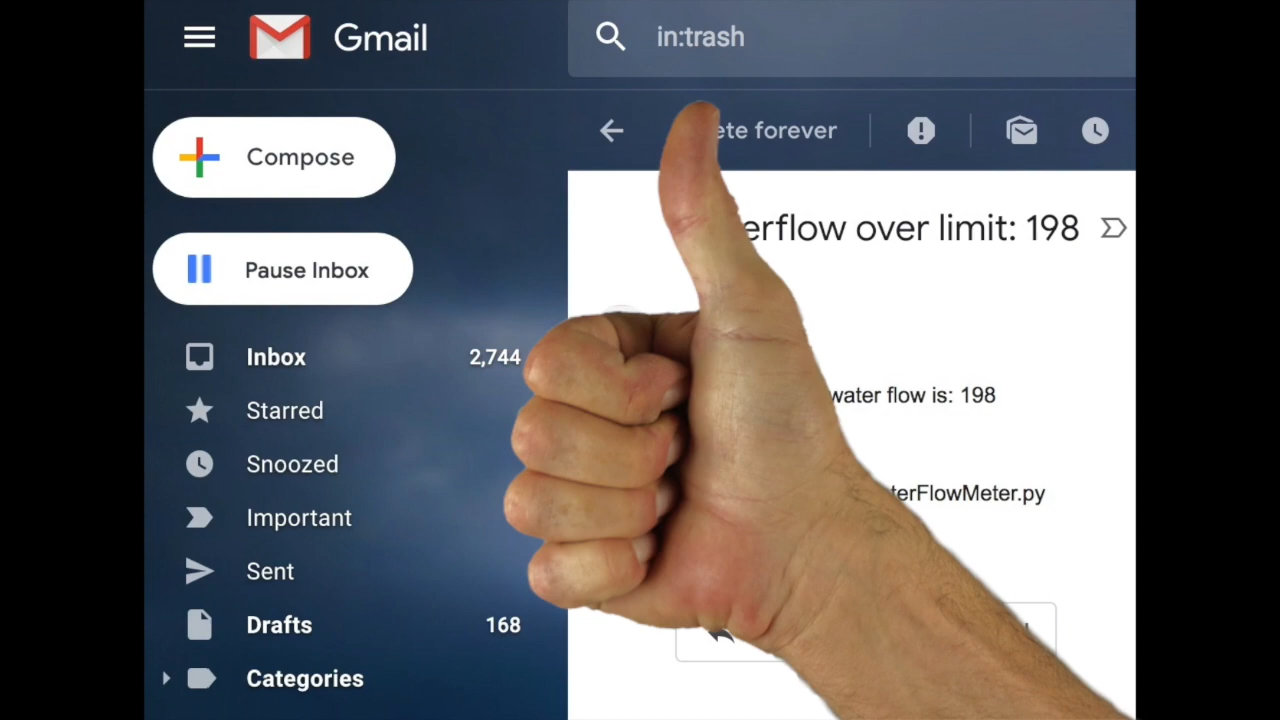 Gmail
in:trash
Compose
ete forever
Pause Inbox
erflow over limit: 198
Inbox 2,744
Starred
water flow is: 198
Snoozed
terFlowMeter.py
Important
Sent
Drafts 168
Categories